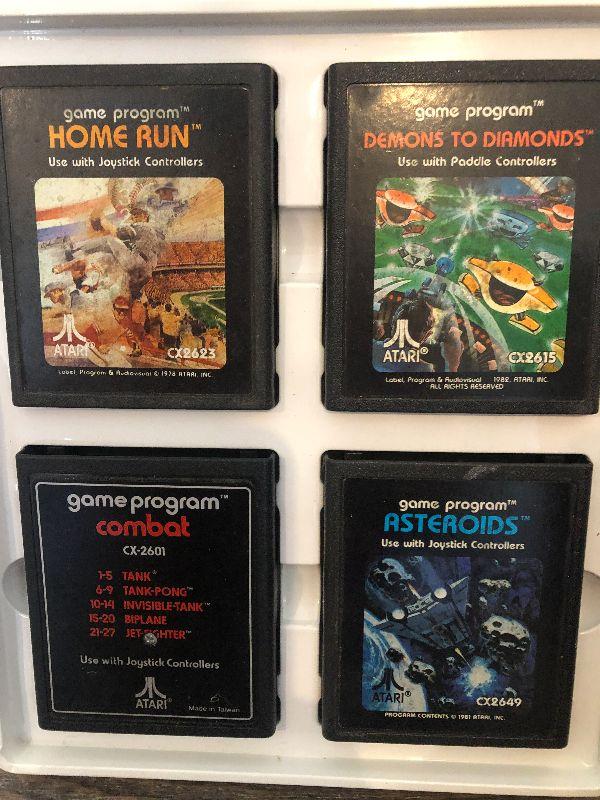 game program™
HOME RUN™
Use with Joystick Controllers
ATARI®
CX2623
Label, Program & Audiovisual © 1978 ATARI, INC.
game program™
DEMONS TO DIAMONDS™
Use with Paddle Controllers
ATARI®
CX2615
Label, Program & Audiovisual 1982. ATARI, INC.
ALL RIGHTS RESERVED
game program™
combat
CX-2601
1-5 TANK®
6-9 TANK-PONG™
10-14 INVISIBLE-TANK™
15-20 BIPLANE
21-27 JET-FIGHTER™
Use with Joystick Controllers
ATARI®
Made in Taiwan
game program™
ASTEROIDS™
Use with Joystick Controllers
ATARI®
CX2649
PROGRAM CONTENTS © 1981 ATARI, INC.